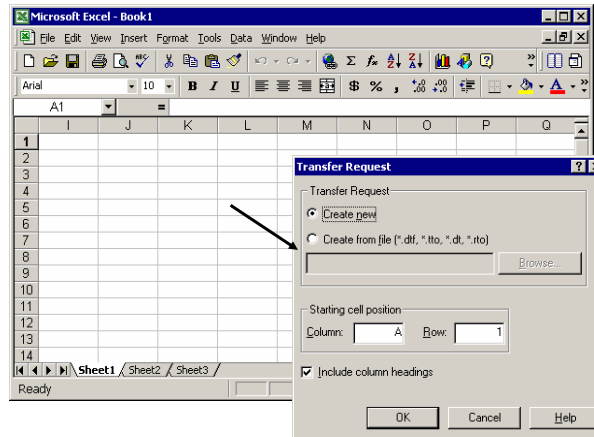 Microsoft Excel - Book1
File Edit View Insert Format Tools Data Window Help
Arial 10 B I U $ % , .00 .00
A1 =
I J K L M N O P Q
1
2
3
4
5
6
7
8
9
10
11
12
13
14
Sheet1 Sheet2 Sheet3
Ready
Transfer Request
Transfer Request
Create new
Create from file (*.dtf, *.tto, *.dt, *.rto)
Browse...
Starting cell position
Column: A Row: 1
Include column headings
OK Cancel Help